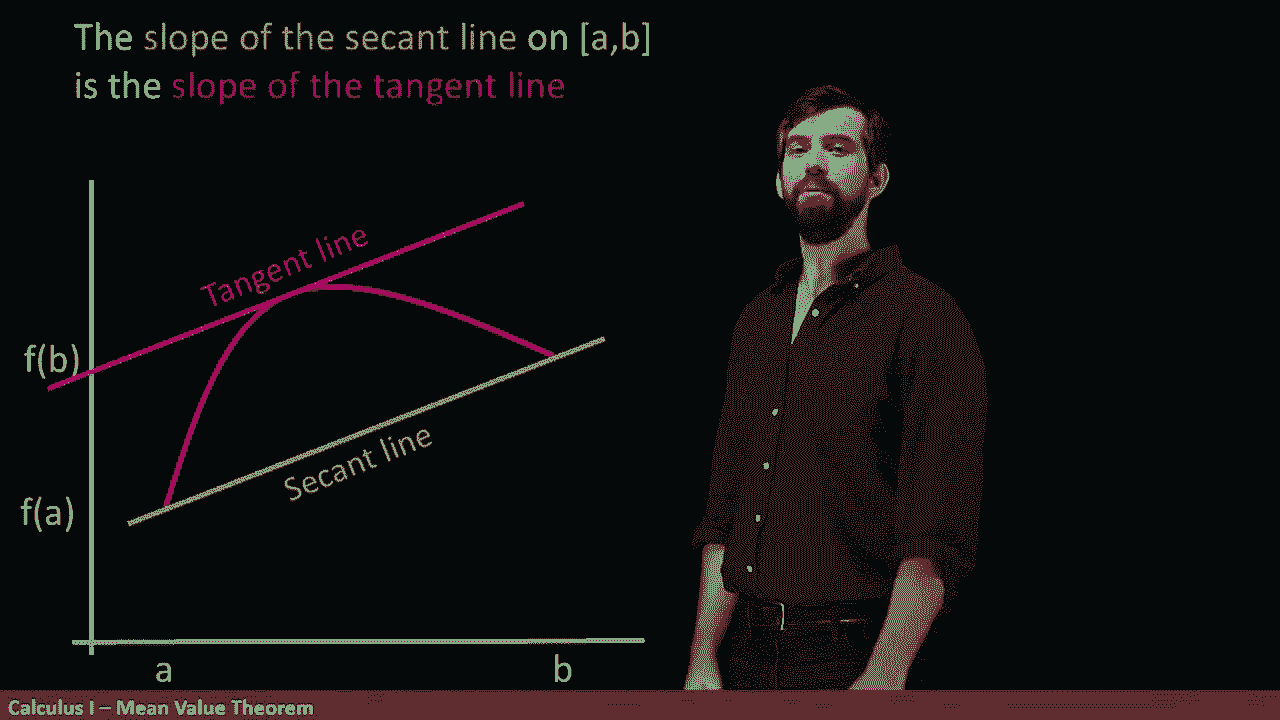 The slope of the secant line on [a,b]
is the slope of the tangent line
Tangent line
f(b)
Secant line
f(a)
a b
Calculus I – Mean Value Theorem